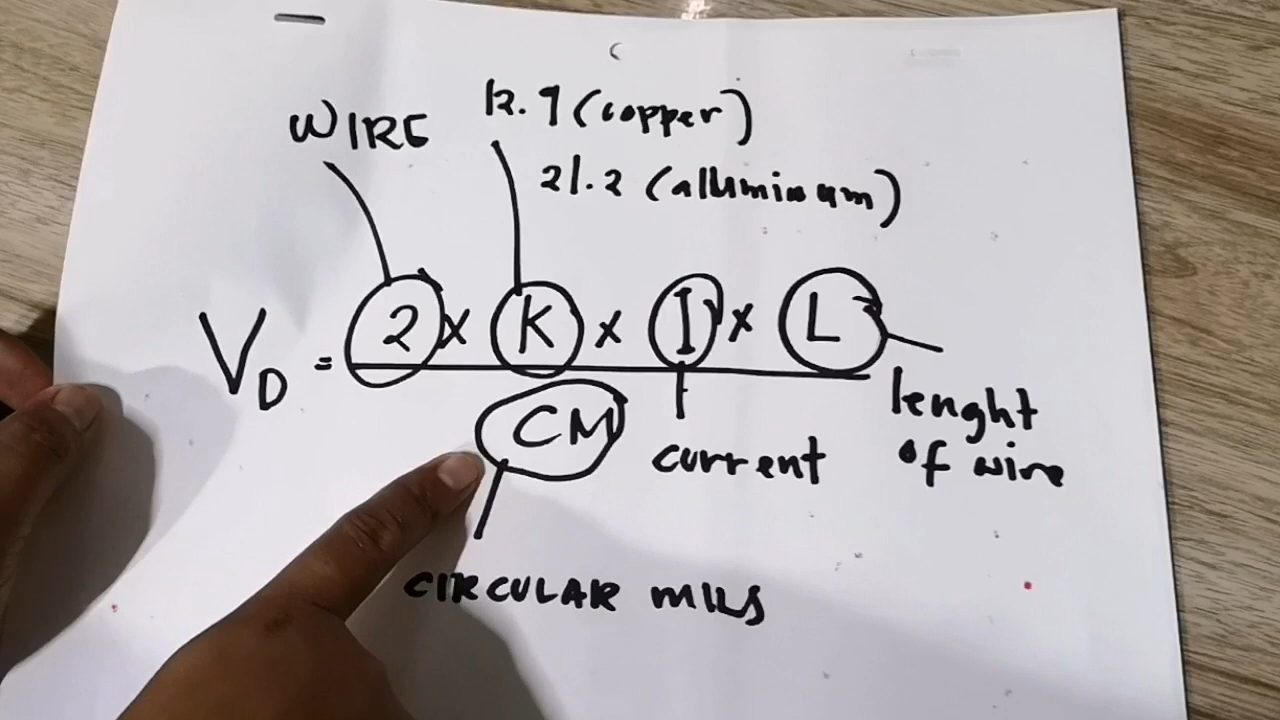 WIRE
12.9 (copper)
21.2 (alluminum)
VD = 2 x K x I x L
CM
current
lenght
of wire
CIRCULAR MILS